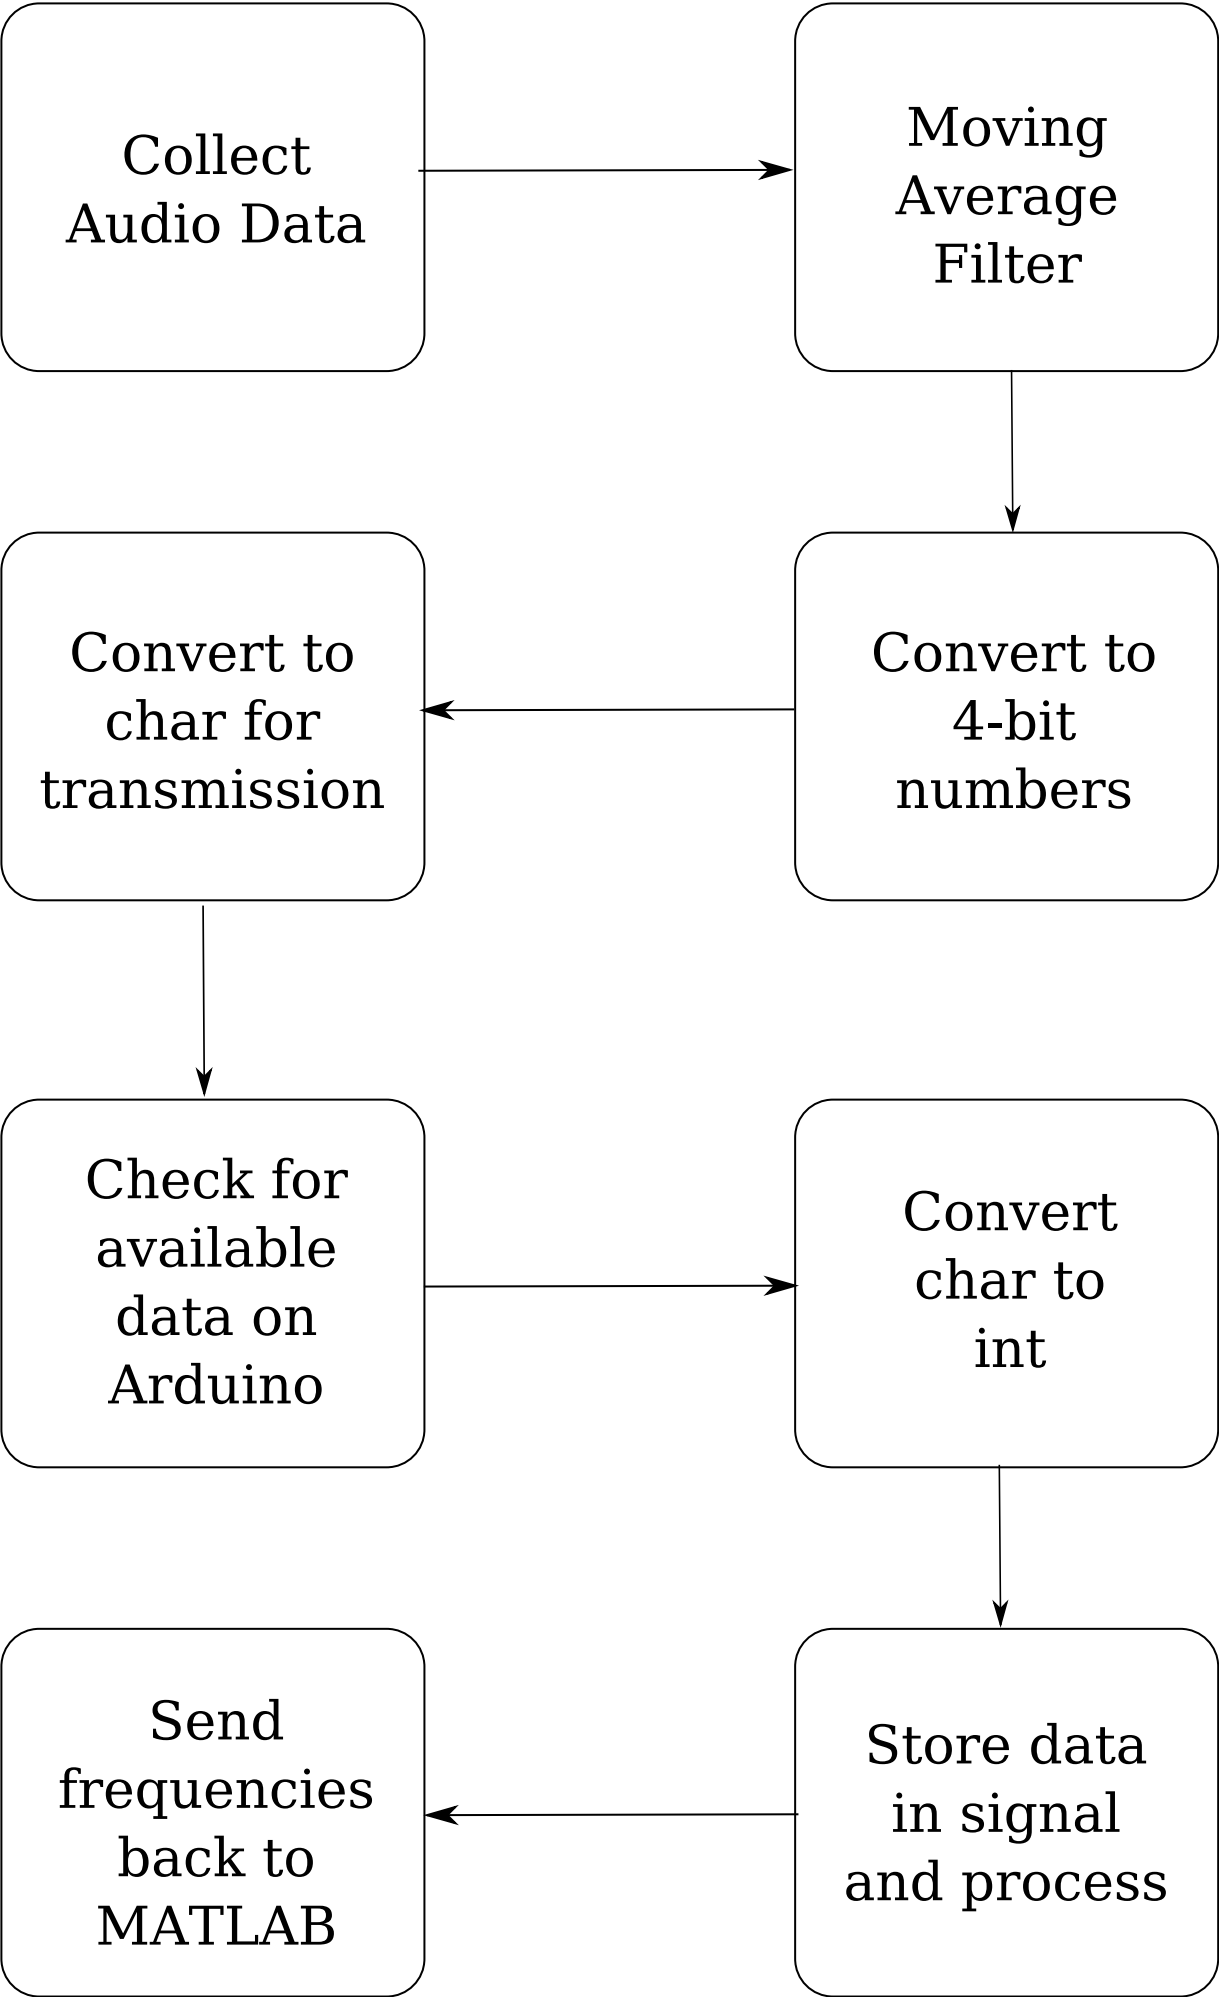 Collect
Audio Data
Moving
Average
Filter
Convert to
4-bit
numbers
Convert to
char for
transmission
Check for
available
data on
Arduino
Convert
char to
int
Store data
in signal
and process
Send
frequencies
back to
MATLAB